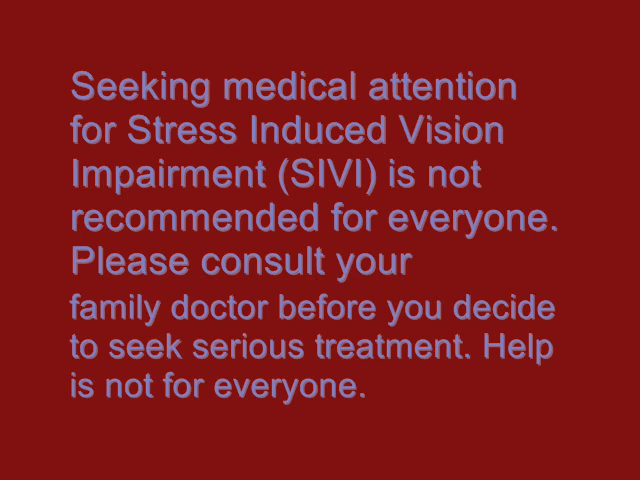 Seeking medical attention
for Stress Induced Vision
Impairment (SIVI) is not
recommended for everyone.
Please consult your
family doctor before you decide
to seek serious treatment. Help
is not for everyone.